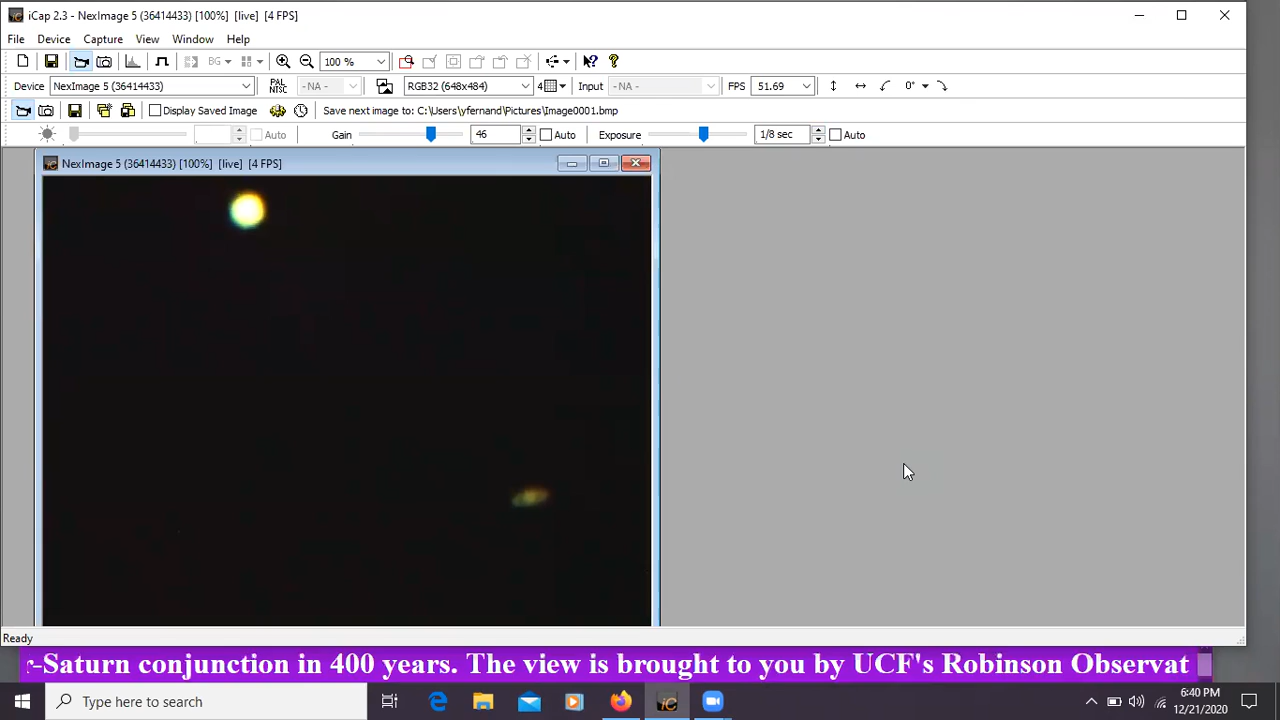 iCap 2.3 - NexImage 5 (36414433) [100%] [live] [4 FPS]
File Device Capture View Window Help
BG 100 %
Device NexImage 5 (36414433) PAL NTSC - NA - RGB32 (648x484) 4 Input - NA - FPS 51.69 0°
Display Saved Image Save next image to: C:\Users\yfernand\Pictures\Image0001.bmp
Auto Gain 46 Auto Exposure 1/8 sec Auto
NexImage 5 (36414433) [100%] [live] [4 FPS]
Ready
r-Saturn conjunction in 400 years. The view is brought to you by UCF's Robinson Observat
Type here to search
6:40 PM
12/21/2020